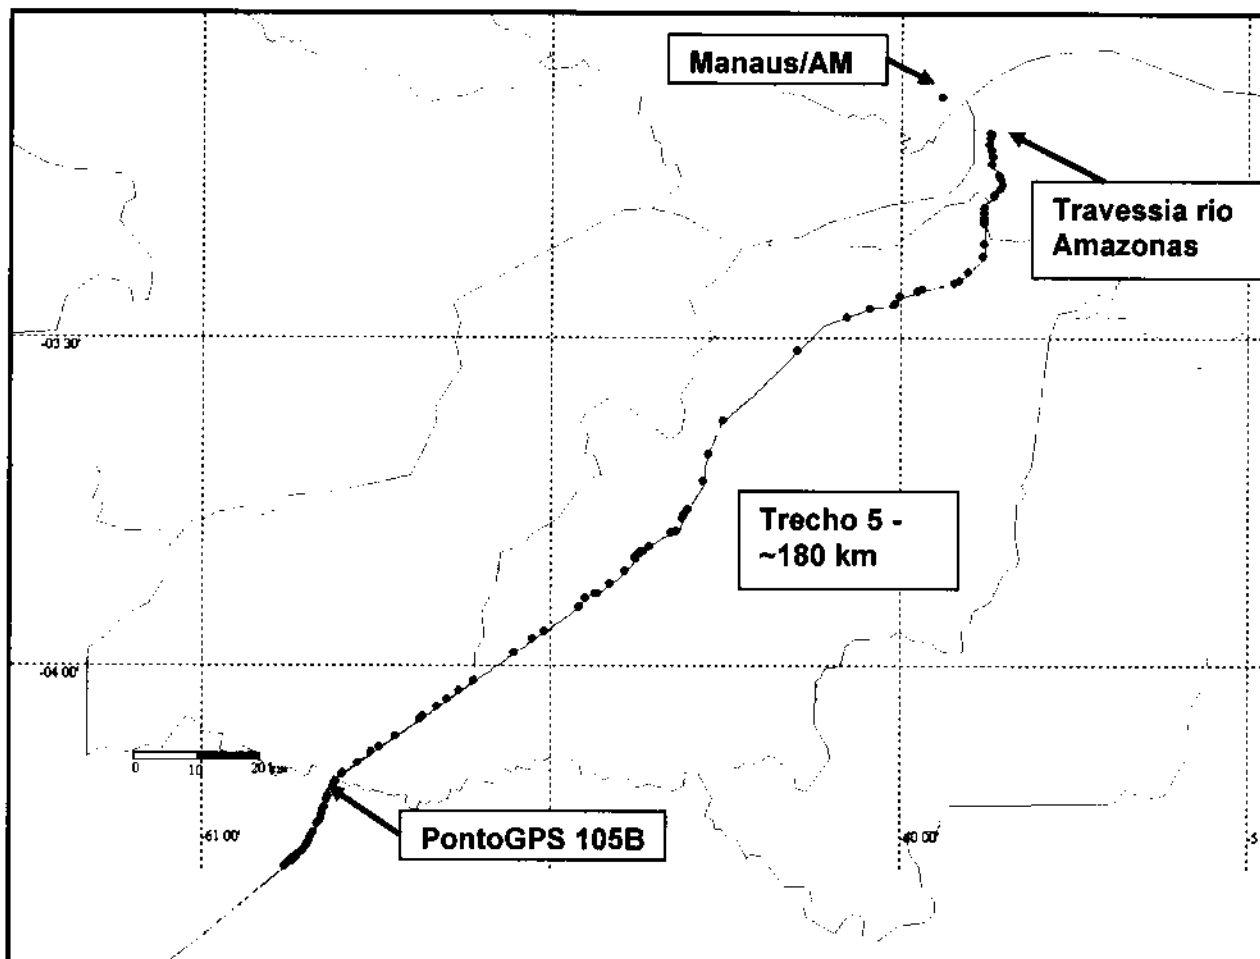 Manaus/AM
Travessia rio
Amazonas
-03 30'
Trecho 5 -
~180 km
-04 00'
0 10 20 km
-61 00'
-60 00'
-5
PontoGPS 105B